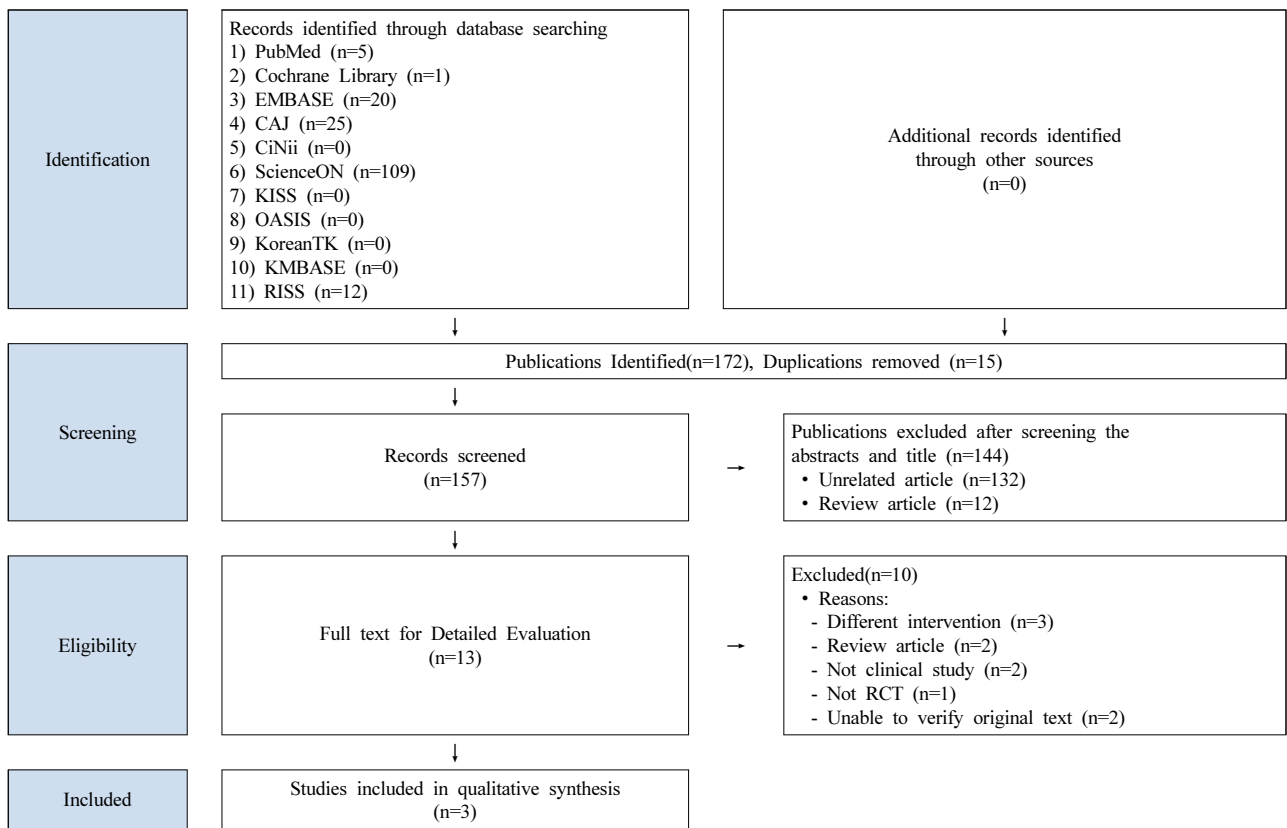 Identification
Records identified through database searching
1) PubMed (n=5)
2) Cochrane Library (n=1)
3) EMBASE (n=20)
4) CAJ (n=25)
5) CiNii (n=0)
6) ScienceON (n=109)
7) KISS (n=0)
8) OASIS (n=0)
9) KoreanTK (n=0)
10) KMBASE (n=0)
11) RISS (n=12)
Additional records identified
through other sources
(n=0)
Publications Identified(n=172), Duplications removed (n=15)
Screening
Records screened
(n=157)
Publications excluded after screening the
abstracts and title (n=144)
• Unrelated article (n=132)
• Review article (n=12)
Eligibility
Full text for Detailed Evaluation
(n=13)
Excluded(n=10)
• Reasons:
- Different intervention (n=3)
- Review article (n=2)
- Not clinical study (n=2)
- Not RCT (n=1)
- Unable to verify original text (n=2)
Included
Studies included in qualitative synthesis
(n=3)